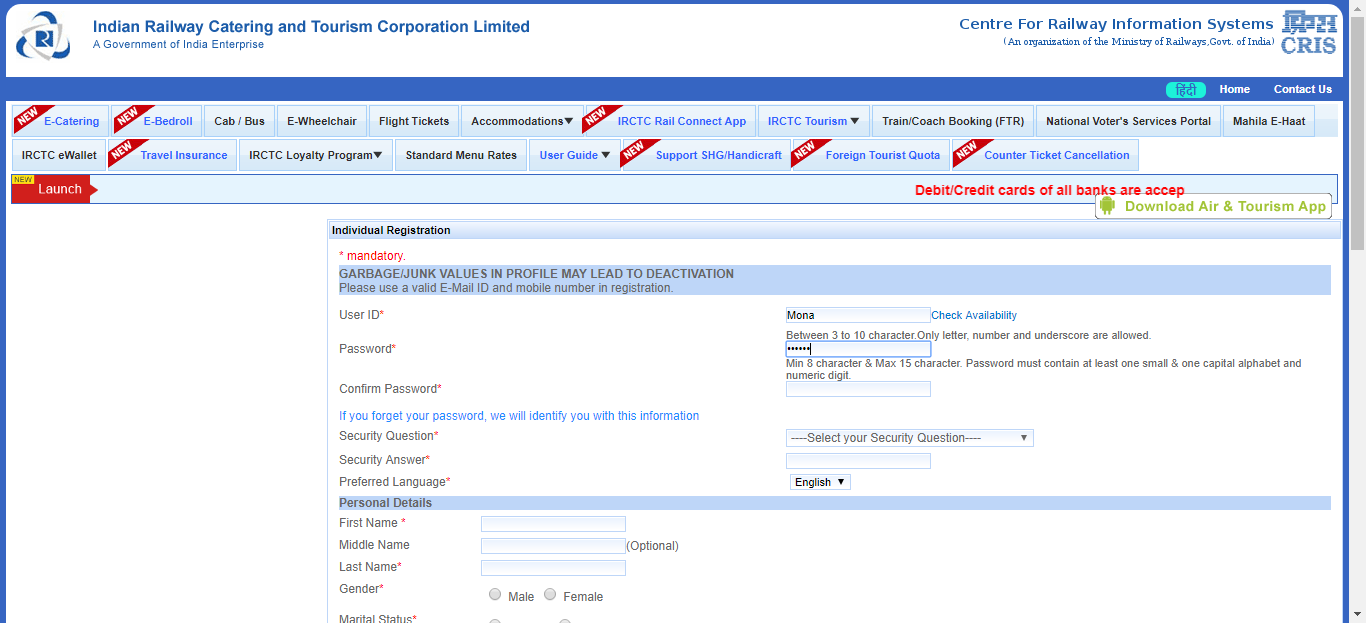 Indian Railway Catering and Tourism Corporation Limited
A Government of India Enterprise
Centre For Railway Information Systems
(An organization of the Ministry of Railways,Govt. of India)
क्रिस
CRIS
हिंदी Home Contact Us
NEW E-Catering NEW E-Bedroll Cab / Bus E-Wheelchair Flight Tickets Accommodations▼ NEW IRCTC Rail Connect App IRCTC Tourism ▼ Train/Coach Booking (FTR) National Voter's Services Portal Mahila E-Haat
IRCTC eWallet NEW Travel Insurance IRCTC Loyalty Program▼ Standard Menu Rates User Guide ▼ NEW Support SHG/Handicraft NEW Foreign Tourist Quota NEW Counter Ticket Cancellation
NEW
Launch
Debit/Credit cards of all banks are accep
Download Air & Tourism App
Individual Registration
* mandatory.
GARBAGE/JUNK VALUES IN PROFILE MAY LEAD TO DEACTIVATION
Please use a valid E-Mail ID and mobile number in registration.
User ID* Mona Check Availability
Between 3 to 10 character.Only letter, number and underscore are allowed.
Password* ••••••
Min 8 character & Max 15 character. Password must contain at least one small & one capital alphabet and
numeric digit.
Confirm Password*
If you forget your password, we will identify you with this information
Security Question* ----Select your Security Question---- ▼
Security Answer*
Preferred Language* English ▼
Personal Details
First Name *
Middle Name (Optional)
Last Name*
Gender* Male Female
Marital Status*